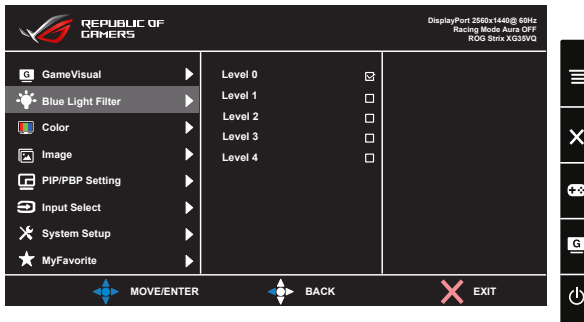 REPUBLIC OF
GAMERS
DisplayPort 2560x1440@ 60Hz
Racing Mode Aura OFF
ROG Strix XG35VQ
G GameVisual
Blue Light Filter
Color
Image
PIP/PBP Setting
Input Select
System Setup
MyFavorite
Level 0
Level 1
Level 2
Level 3
Level 4
MOVE/ENTER
BACK
EXIT
G